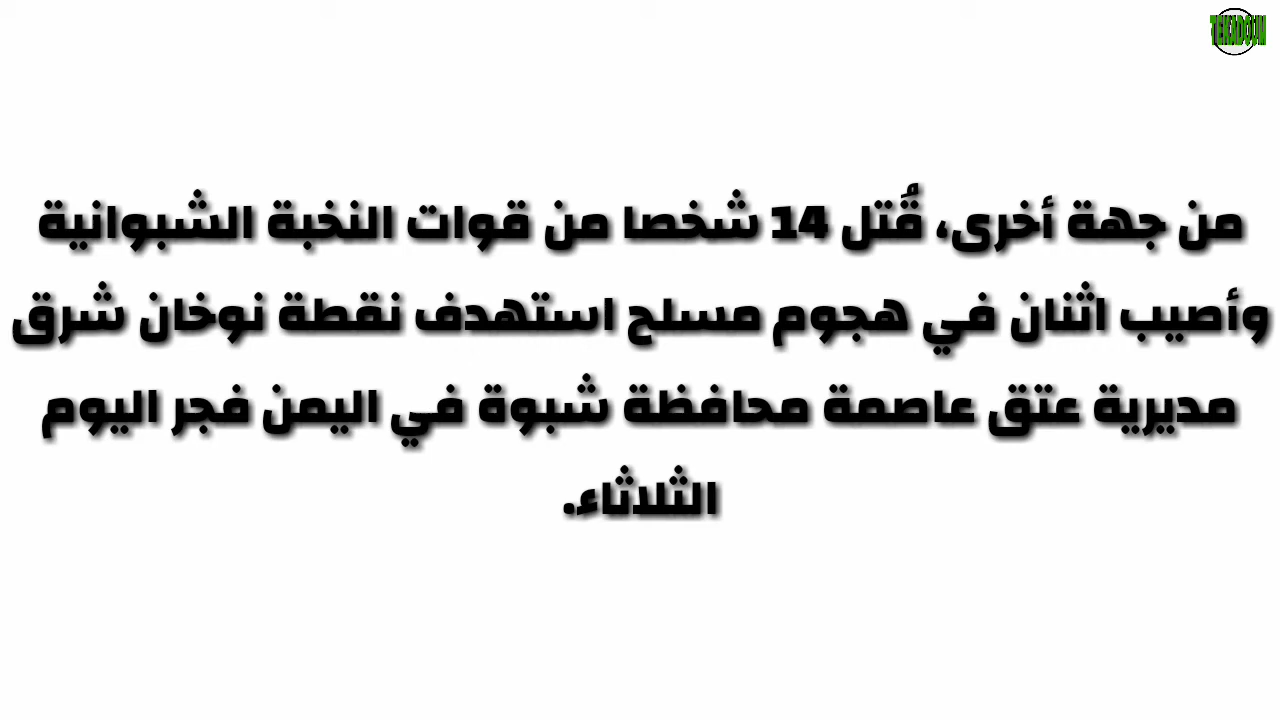 TEKADOUM
من جهة أخرى، قُتل 14 شخصا من قوات النخبة الشبوانية
وأصيب اثنان في هجوم مسلح استهدف نقطة نوخان شرق
مديرية عتق عاصمة محافظة شبوة في اليمن فجر اليوم
الثلاثاء.